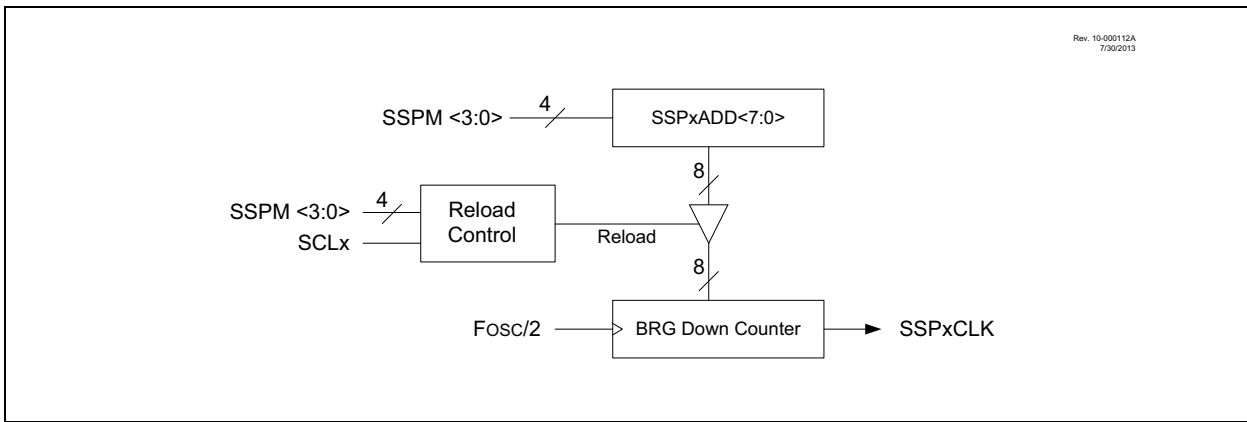 Rev. 10-000112A
7/30/2013
SSPM <3:0>
4
SSPxADD<7:0>
8
SSPM <3:0>
4
SCLx
Reload
Control
Reload
8
Fosc/2
BRG Down Counter
SSPxCLK